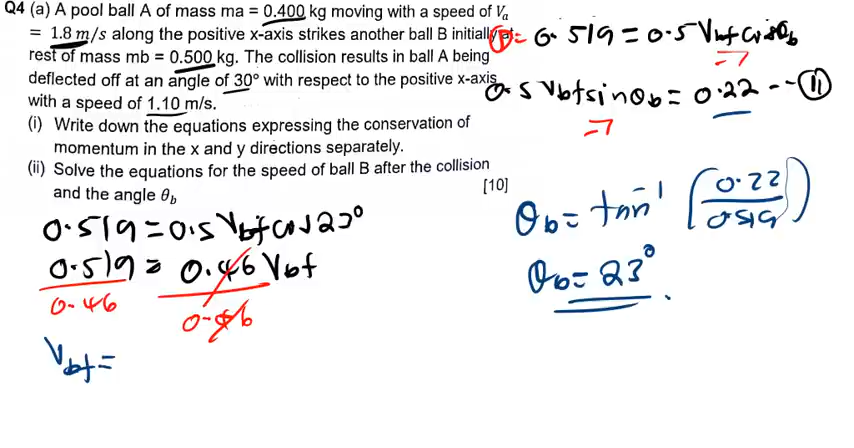 Q4 (a) A pool ball A of mass ma = 0.400 kg moving with a speed of Va
= 1.8 m/s along the positive x-axis strikes another ball B initially at
rest of mass mb = 0.500 kg. The collision results in ball A being
deflected off at an angle of 30° with respect to the positive x-axis
with a speed of 1.10 m/s.
(i) Write down the equations expressing the conservation of
momentum in the x and y directions separately.
(ii) Solve the equations for the speed of ball B after the collision
and the angle θb
[10]
① = 0.519 = 0.5 Vbf cos θb
0.5 Vbf sin θb = 0.22 -- ⑪
θb = tan⁻¹ (0.22 / 0.519)
θb = 23°
0.519 = 0.5 Vbf cos 23°
0.519 = 0.46 Vbf
0.46 0.46
Vbf =